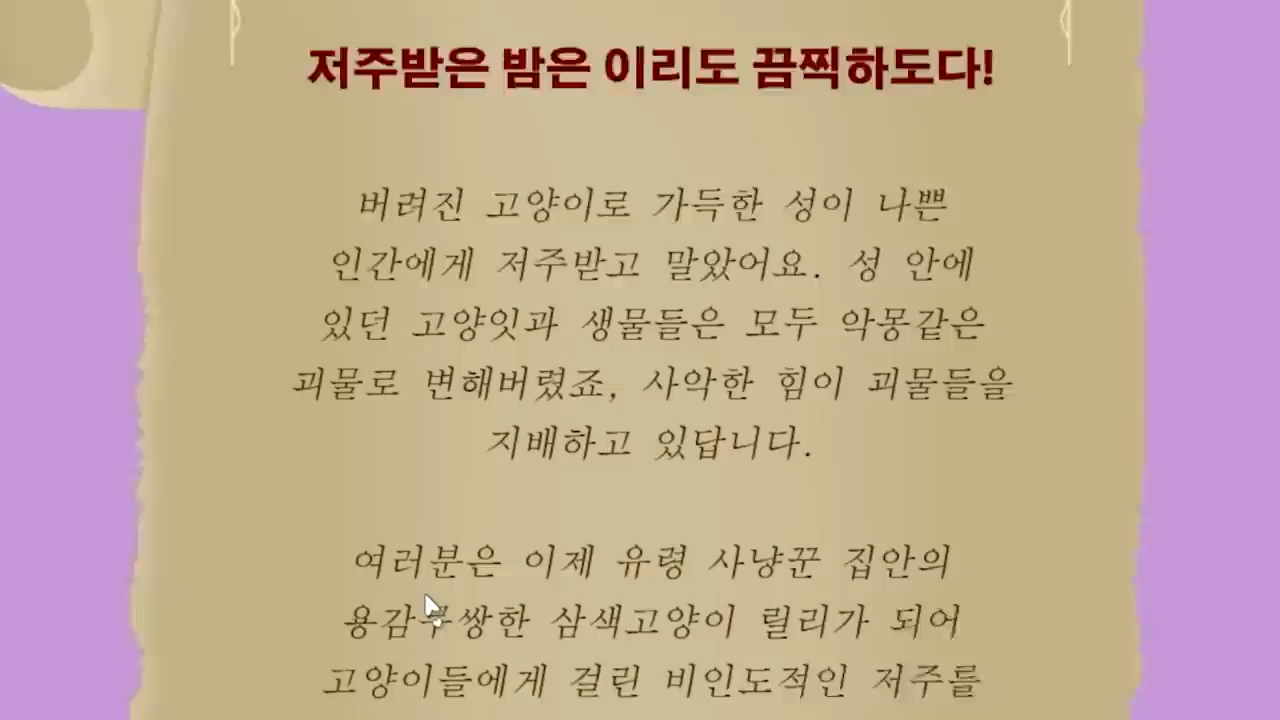 저주받은 밤은 이리도 끔찍하도다!
버려진 고양이로 가득한 성이 나쁜
인간에게 저주받고 말았어요. 성 안에
있던 고양잇과 생물들은 모두 악몽같은
괴물로 변해버렸죠, 사악한 힘이 괴물들을
지배하고 있답니다.
여러분은 이제 유령 사냥꾼 집안의
용감무쌍한 삼색고양이 릴리가 되어
고양이들에게 걸린 비인도적인 저주를